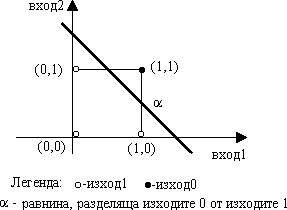 вход2
(0,1)
(1,1)
α
(0,0)
(1,0)
вход1
Легенда: -изход1 -изход0
α - равнина, разделяща изходите 0 от изходите 1